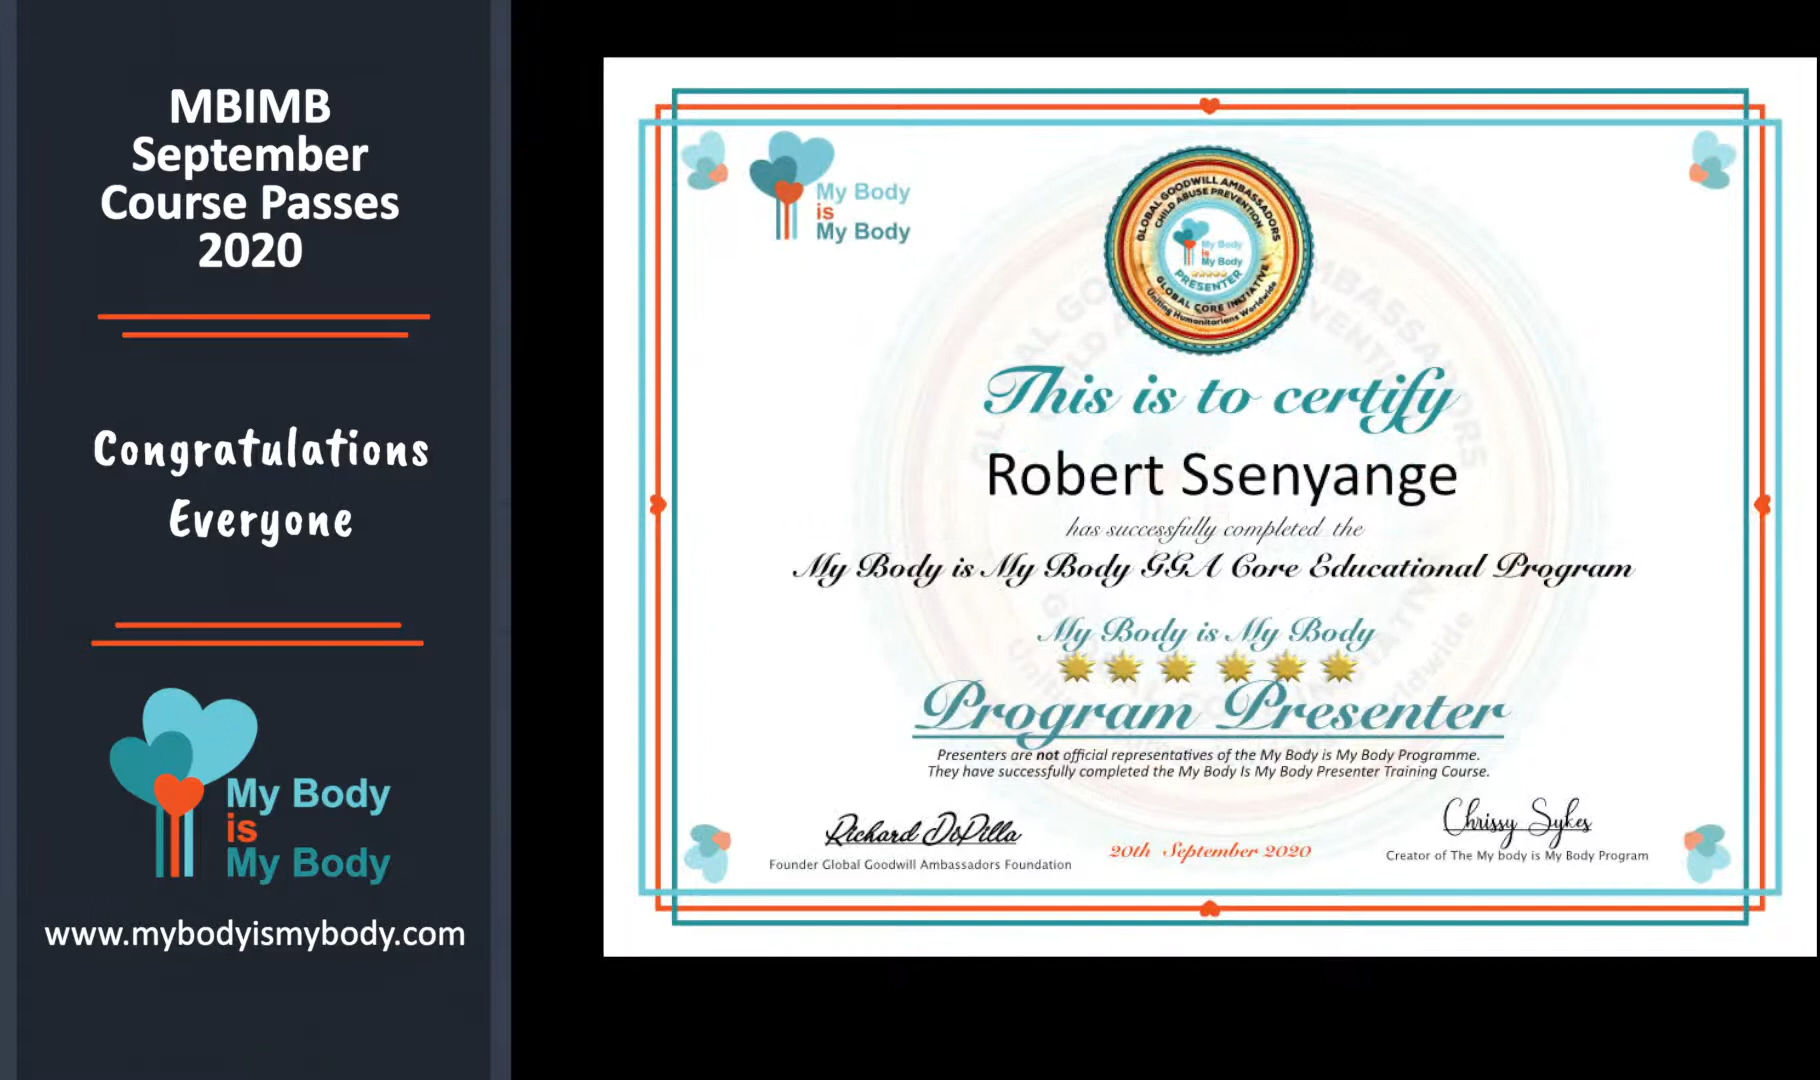 MBIMB
September
Course Passes
2020
Congratulations
Everyone
My Body
is
My Body
www.mybodyismybody.com
My Body
is
My Body
GLOBAL GOODWILL AMBASSADORS
CHILD ABUSE PREVENTION
My Body
is
My Body
PRESENTER
GLOBAL CORE INITIATIVE
Uniting Humanitarians Worldwide
This is to certify
Robert Ssenyange
has successfully completed the
My Body is My Body GGA Core Educational Program
My Body is My Body
Program Presenter
Presenters are not official representatives of the My Body is My Body Programme.
They have successfully completed the My Body Is My Body Presenter Training Course.
Richard DiPilla
Founder Global Goodwill Ambassadors Foundation
20th September 2020
Chrissy Sykes
Creator of The My body is My Body Program